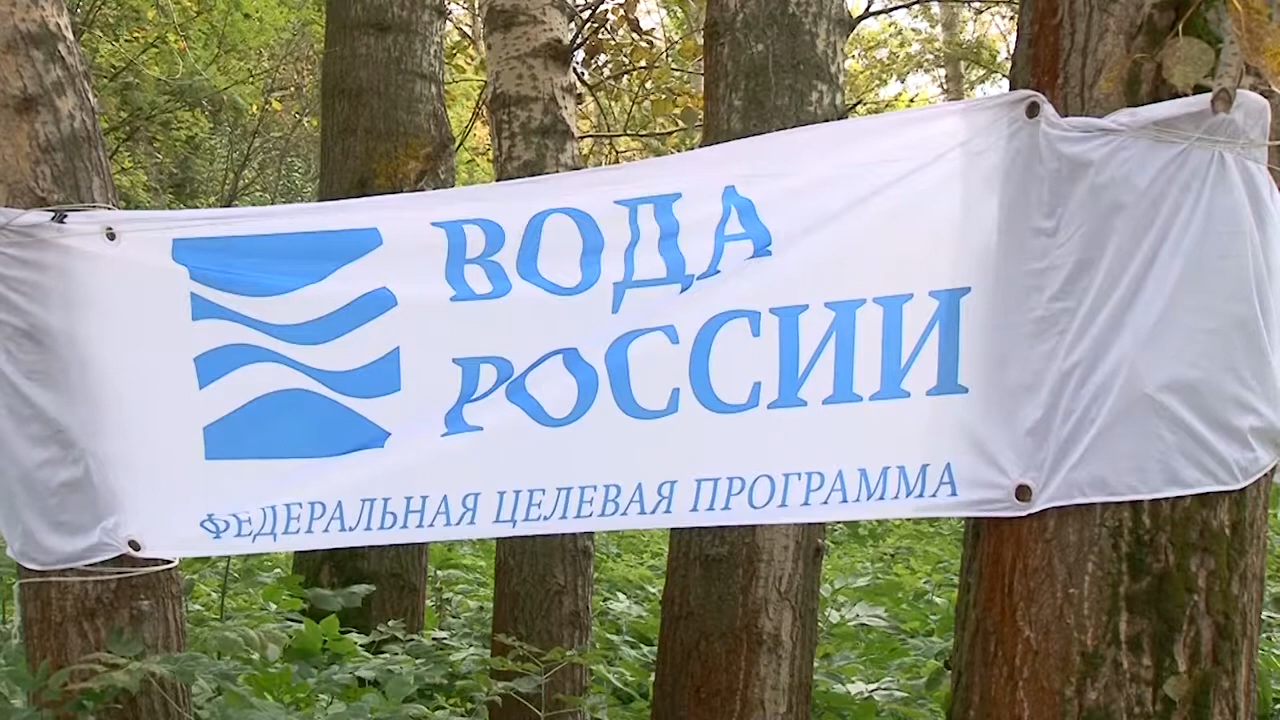 ВОДА
РОССИИ
ФЕДЕРАЛЬНАЯ ЦЕЛЕВАЯ ПРОГРАММА